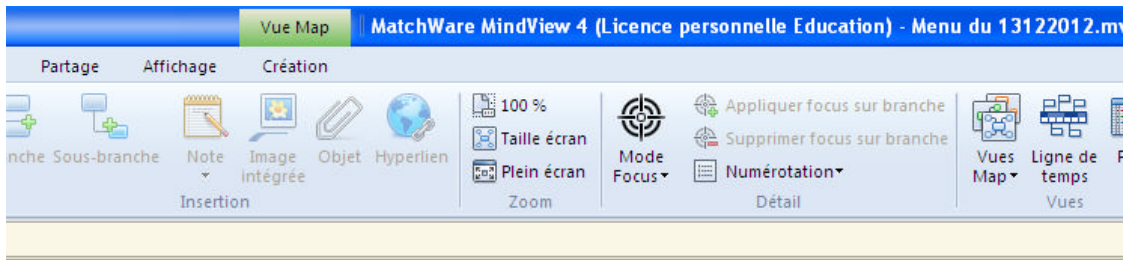 Vue Map MatchWare MindView 4 (Licence personnelle Education) - Menu du 13122012.mv
Partage Affichage Création
100 % Appliquer focus sur branche
Taille écran Supprimer focus sur branche
nche Sous-branche Note Image intégrée Objet Hyperlien Plein écran Mode Focus Numérotation Vues Map Ligne de temps
Insertion Zoom Détail Vues